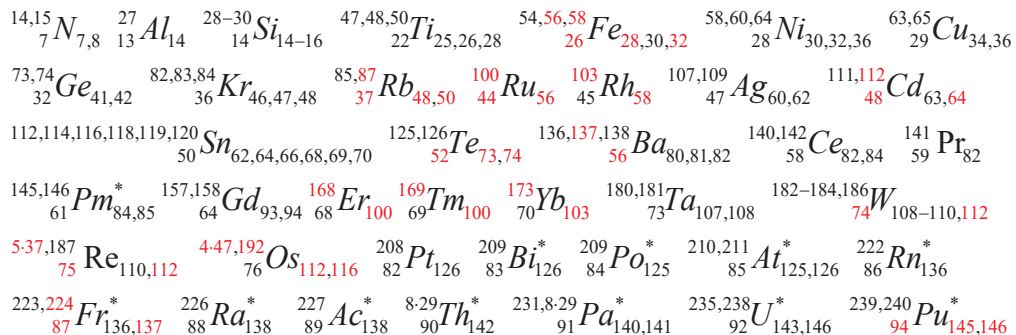 14,15 7 N 7,8 27 13 Al 14 28–30 14 Si 14–16 47,48,50 22 Ti 25,26,28 54,56,58 26 Fe 28,30,32 58,60,64 28 Ni 30,32,36 63,65 29 Cu 34,36
73,74 32 Ge 41,42 82,83,84 36 Kr 46,47,48 85,87 37 Rb 48,50 100 44 Ru 56 103 45 Rh 58 107,109 47 Ag 60,62 111,112 48 Cd 63,64
112,114,116,118,119,120 50 Sn 62,64,66,68,69,70 125,126 52 Te 73,74 136,137,138 56 Ba 80,81,82 140,142 58 Ce 82,84 141 59 Pr 82
145,146 61 Pm * 84,85 157,158 64 Gd 93,94 168 68 Er 100 169 69 Tm 100 173 70 Yb 103 180,181 73 Ta 107,108 182–184,186 74 W 108–110,112
5·37,187 75 Re 110,112 4·47,192 76 Os 112,116 208 82 Pt 126 209 83 Bi * 126 209 84 Po * 125 210,211 85 At * 125,126 222 86 Rn * 136
223,224 87 Fr * 136,137 226 88 Ra * 138 227 89 Ac * 138 8·29 90 Th * 142 231,8·29 91 Pa * 140,141 235,238 92 U * 143,146 239,240 94 Pu * 145,146